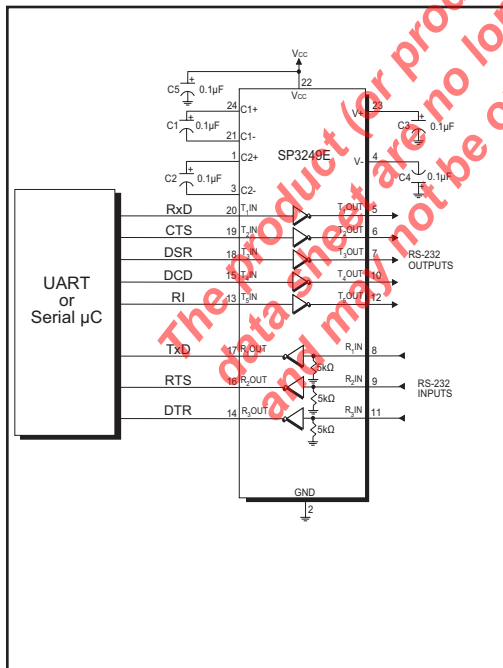 The product (or prod
data sheet are no lon
and may not be o
VCC
C5 + 0.1µF
22
VCC
24 C1+
C1 + 0.1µF
21 C1-
1 C2+
C2 + 0.1µF
3 C2-
SP3249E
23 V+
C3 + 0.1µF
4 V-
C4 + 0.1µF
UART
or
Serial µC
RxD 20 T1IN T1OUT 5
CTS 19 T2IN T2OUT 6
DSR 18 T3IN T3OUT 7
DCD 15 T4IN T4OUT 10
RI 13 T5IN T5OUT 12
RS-232
OUTPUTS
TxD 17 R1OUT R1IN 8
5kΩ
RTS 16 R2OUT R2IN 9
5kΩ
DTR 14 R3OUT R3IN 11
5kΩ
RS-232
INPUTS
GND
2